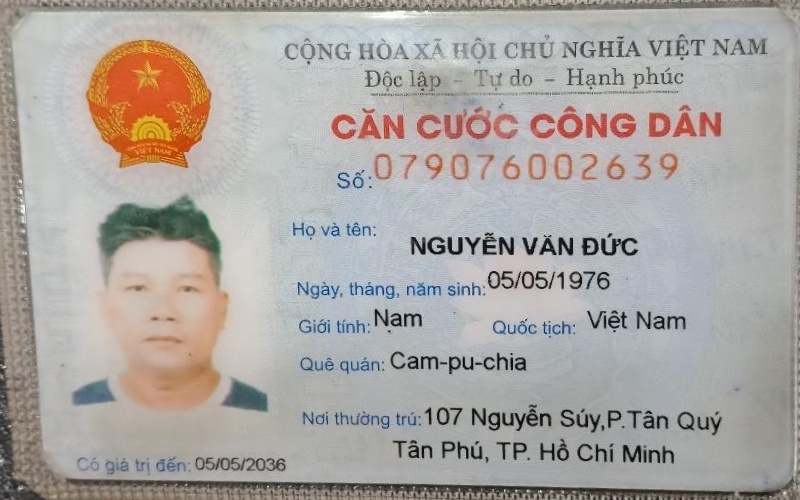 CỘNG HÒA XÃ HỘI CHỦ NGHĨA VIỆT NAM
Độc lập - Tự do - Hạnh phúc
CĂN CƯỚC CÔNG DÂN
Số: 079076002639
Họ và tên:
NGUYỄN VĂN ĐỨC
Ngày, tháng, năm sinh: 05/05/1976
Giới tính: Nam Quốc tịch: Việt Nam
Quê quán: Cam-pu-chia
Nơi thường trú: 107 Nguyễn Súy,P.Tân Quý
Tân Phú, TP. Hồ Chí Minh
Có giá trị đến: 05/05/2036
VIỆT NAM